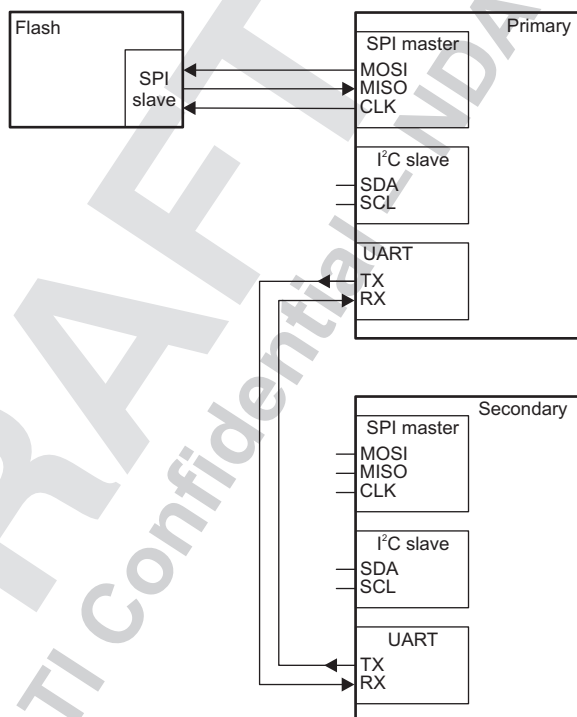 Flash
SPI
slave
Primary
SPI master
MOSI
MISO
CLK
I²C slave
SDA
SCL
UART
TX
RX
Secondary
SPI master
MOSI
MISO
CLK
I²C slave
SDA
SCL
UART
TX
RX
RAFT
TI Confidential – NDA